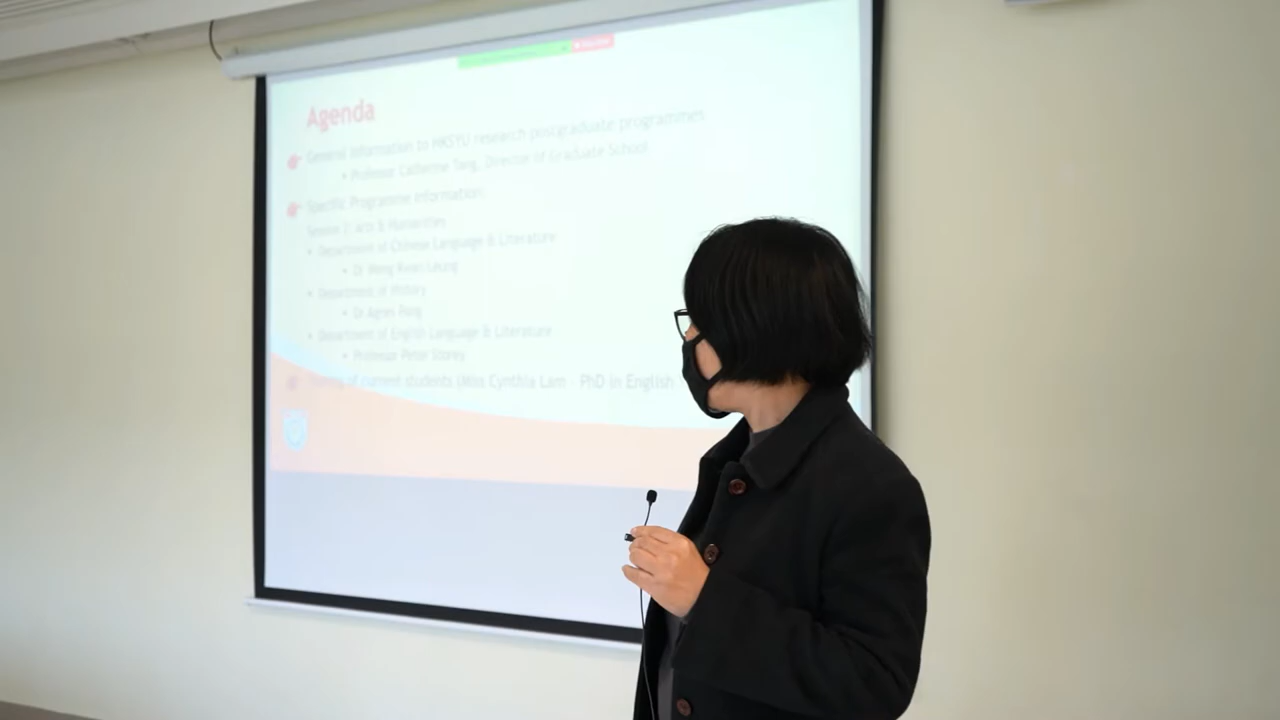 Agenda
General Information to HKSYU research postgraduate programmes
• Professor Catherine Tang, Director of Graduate School
Specific Programme Information
Session 1: Arts & Humanities
• Department of Chinese Language & Literature
• Dr Wong Kwan Leung
• Department of History
• Dr Agnes Pang
• Department of English Language & Literature
• Professor Peter Storey
of current students (Miss Cynthia Lam - PhD in English